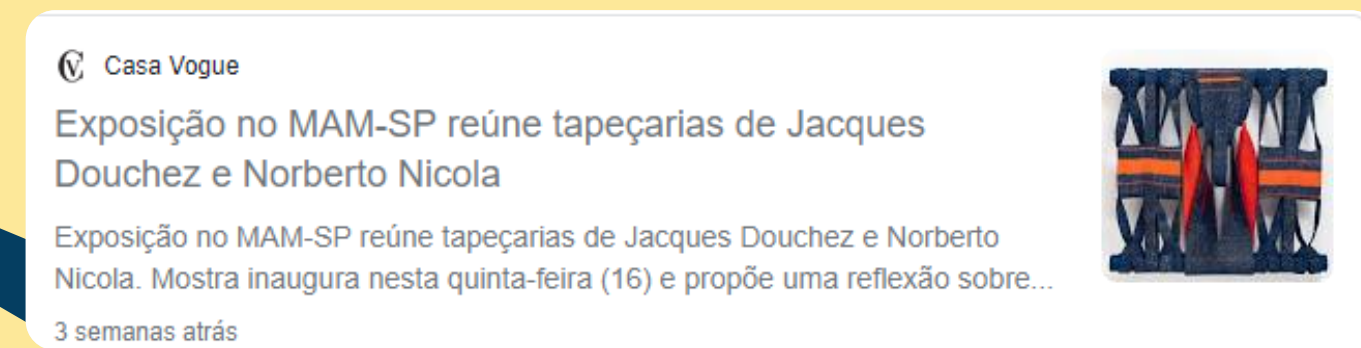 CV Casa Vogue
Exposição no MAM-SP reúne tapeçarias de Jacques
Douchez e Norberto Nicola
Exposição no MAM-SP reúne tapeçarias de Jacques Douchez e Norberto
Nicola. Mostra inaugura nesta quinta-feira (16) e propõe uma reflexão sobre...
3 semanas atrás